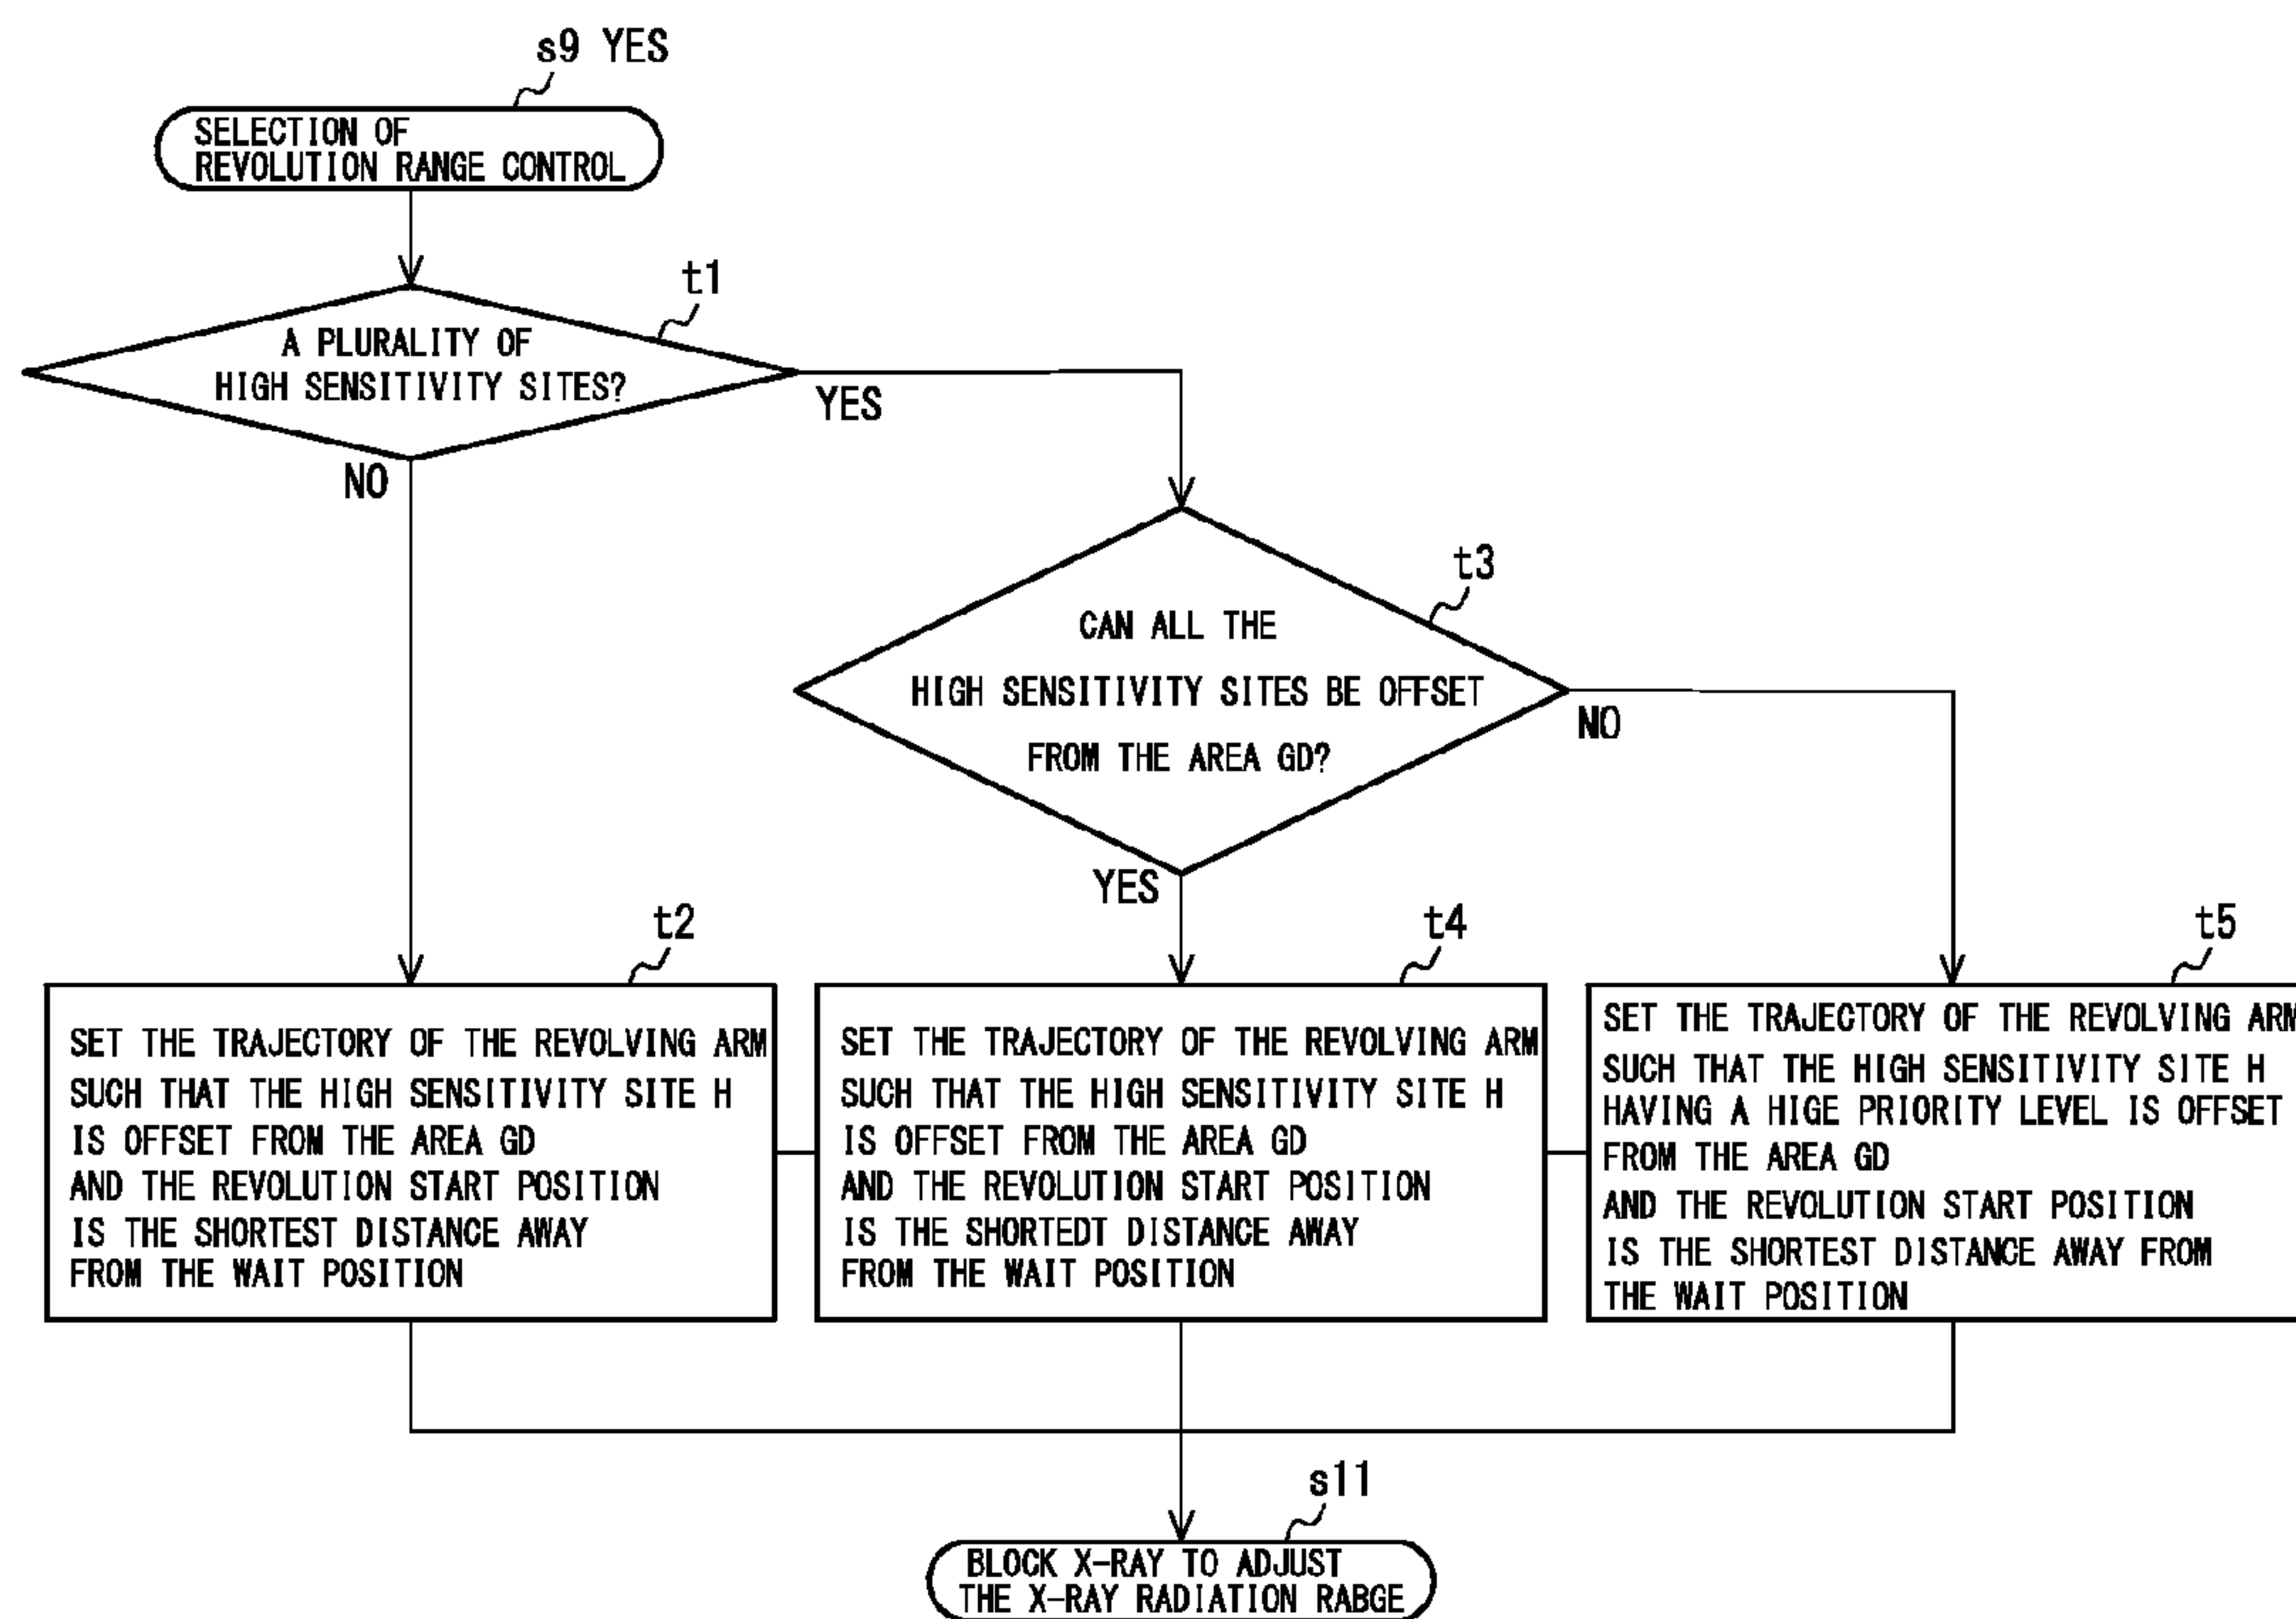 s9 YES
SELECTION OF
REVOLUTION RANGE CONTROL
t1
A PLURALITY OF
HIGH SENSITIVITY SITES?
YES
NO
t3
CAN ALL THE
HIGH SENSITIVITY SITES BE OFFSET
FROM THE AREA GD?
NO
YES
t2
SET THE TRAJECTORY OF THE REVOLVING ARM
SUCH THAT THE HIGH SENSITIVITY SITE H
IS OFFSET FROM THE AREA GD
AND THE REVOLUTION START POSITION
IS THE SHORTEST DISTANCE AWAY
FROM THE WAIT POSITION
t4
SET THE TRAJECTORY OF THE REVOLVING ARM
SUCH THAT THE HIGH SENSITIVITY SITE H
IS OFFSET FROM THE AREA GD
AND THE REVOLUTION START POSITION
IS THE SHORTEDT DISTANCE AWAY
FROM THE WAIT POSITION
t5
SET THE TRAJECTORY OF THE REVOLVING ARM
SUCH THAT THE HIGH SENSITIVITY SITE H
HAVING A HIGE PRIORITY LEVEL IS OFFSET
FROM THE AREA GD
AND THE REVOLUTION START POSITION
IS THE SHORTEST DISTANCE AWAY FROM
THE WAIT POSITION
s11
BLOCK X-RAY TO ADJUST
THE X-RAY RADIATION RABGE